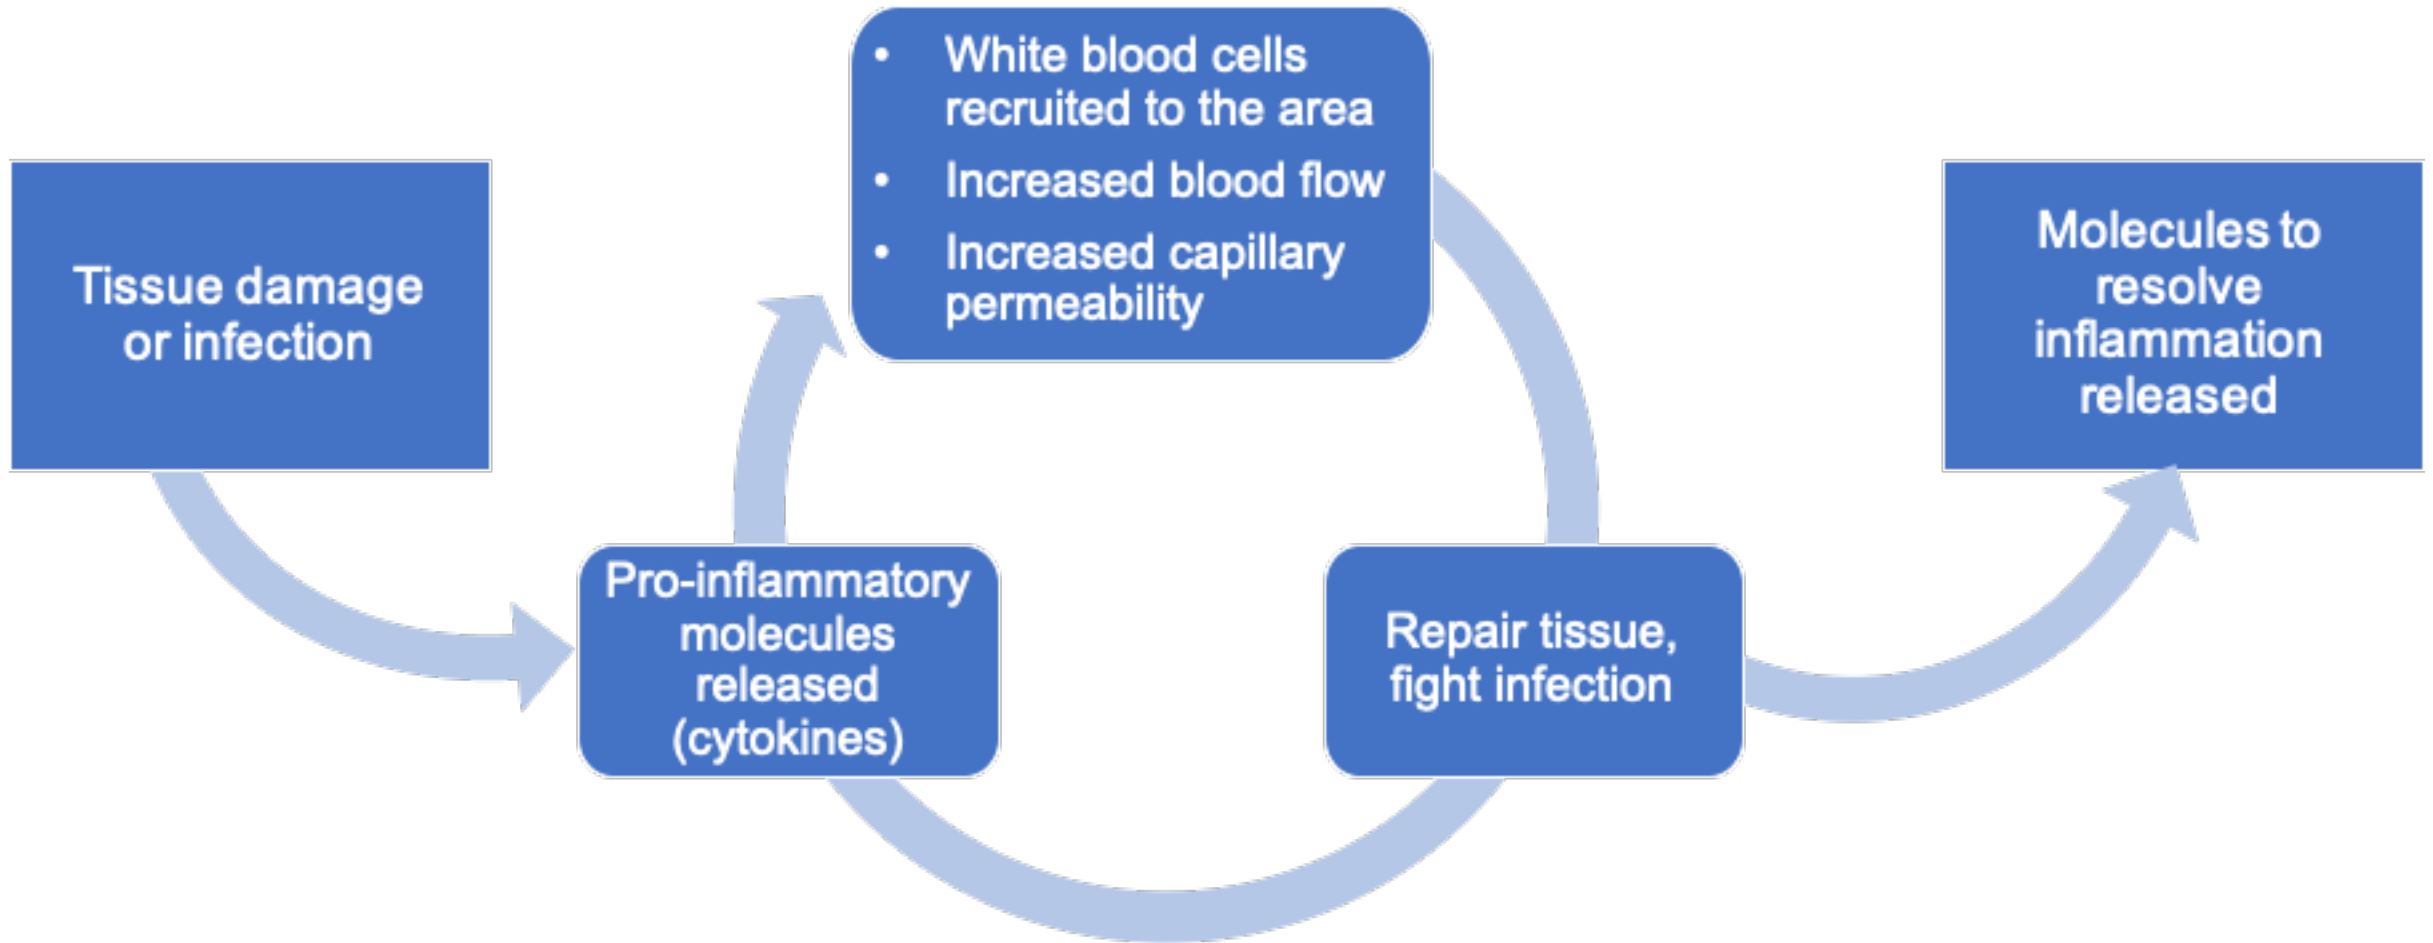 Tissue damage
or infection
Pro-inflammatory
molecules
released
(cytokines)
• White blood cells
recruited to the area
• Increased blood flow
• Increased capillary
permeability
Repair tissue,
fight infection
Molecules to
resolve
inflammation
released